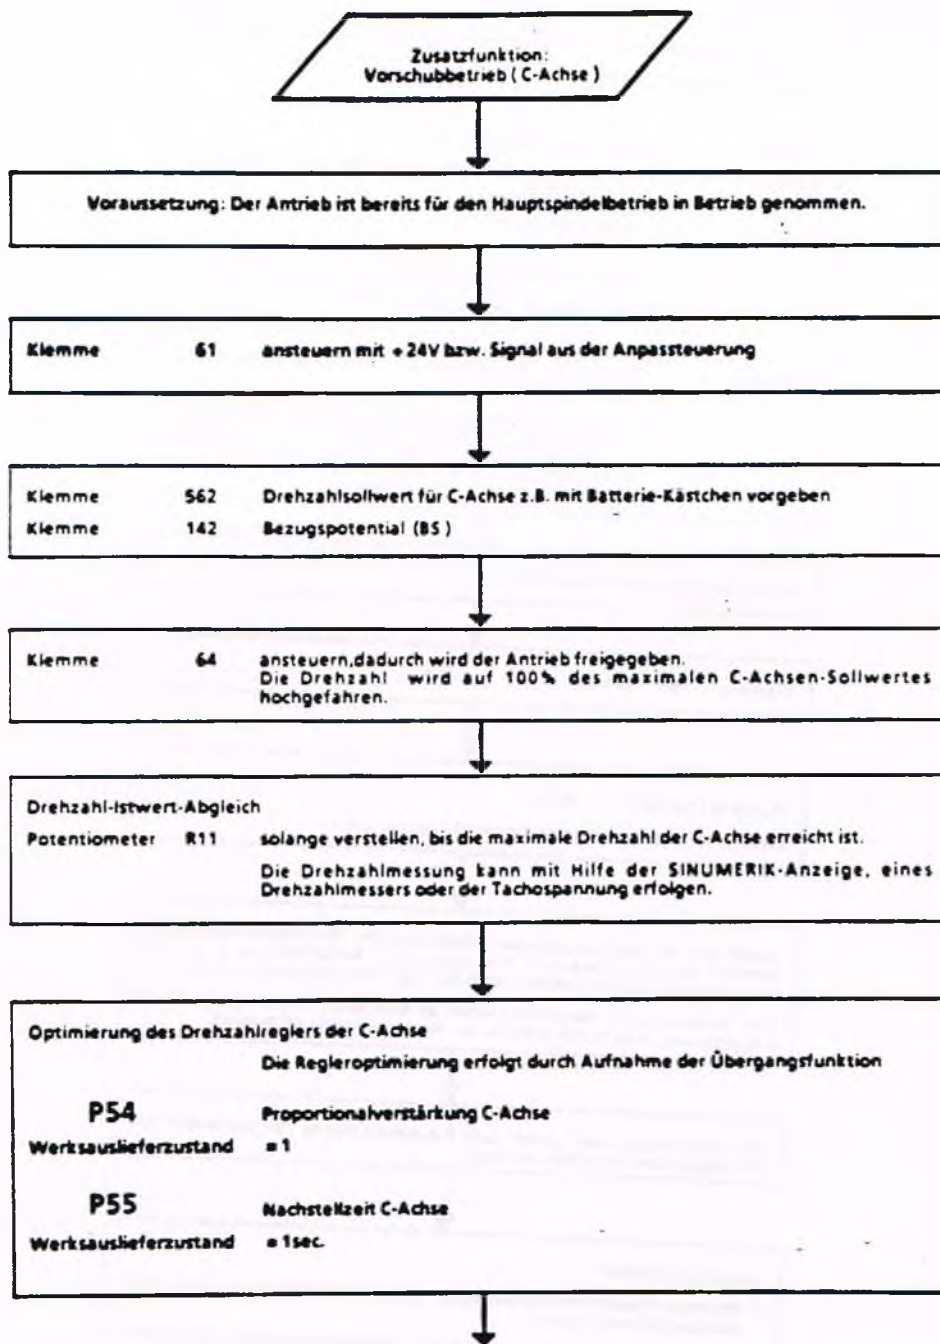 Zusatzfunktion:
Vorschubbetrieb ( C-Achse )
Voraussetzung: Der Antrieb ist bereits für den Hauptspindelbetrieb in Betrieb genommen.
Klemme 61 ansteuern mit +24V bzw. Signal aus der Anpassteuerung
Klemme 562 Drehzahlsollwert für C-Achse z.B. mit Batterie-Kästchen vorgeben
Klemme 142 Bezugspotential (BS)
Klemme 64 ansteuern,dadurch wird der Antrieb freigegeben.
Die Drehzahl wird auf 100% des maximalen C-Achsen-Sollwertes
hochgefahren.
Drehzahl-Istwert-Abgleich
Potentiometer R11 solange verstellen, bis die maximale Drehzahl der C-Achse erreicht ist.
Die Drehzahlmessung kann mit Hilfe der SINUMERIK-Anzeige, eines
Drehzahlmessers oder der Tachospannung erfolgen.
Optimierung des Drehzahlreglers der C-Achse
Die Regleroptimierung erfolgt durch Aufnahme der Übergangsfunktion
P54 Proportionalverstärkung C-Achse
Werksauslieferzustand = 1
P55 Nachstellzeit C-Achse
Werksauslieferzustand = 1sec.